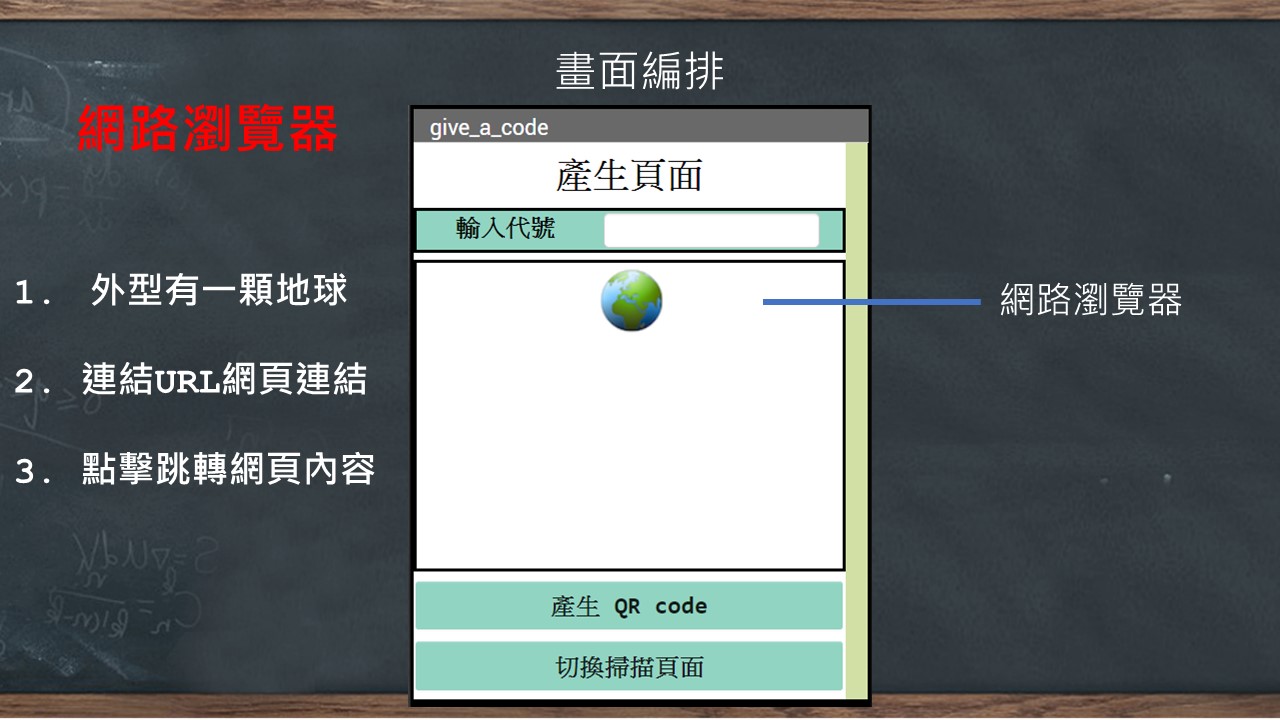 畫面編排
網路瀏覽器
1. 外型有一顆地球
2. 連結URL網頁連結
3. 點擊跳轉網頁內容
give_a_code
產生頁面
輸入代號
網路瀏覽器
產生 QR code
切換掃描頁面